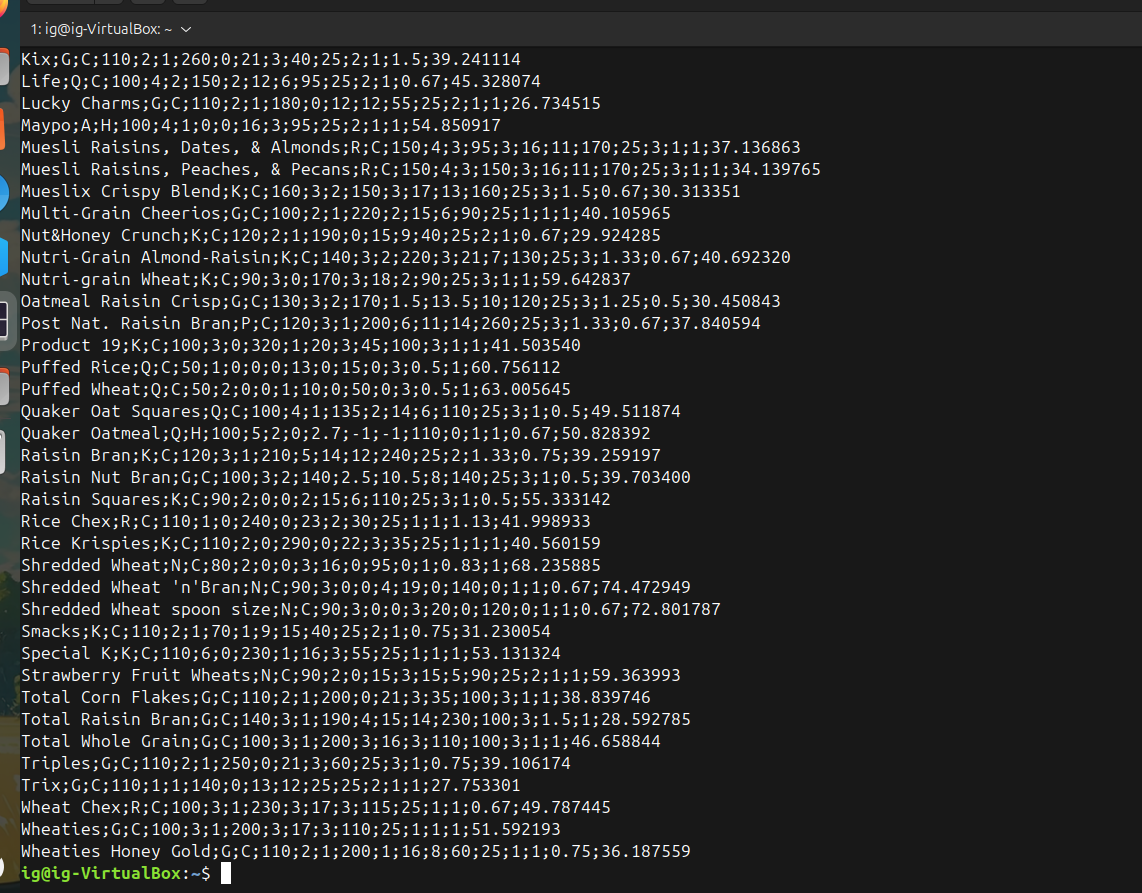 1: ig@ig-VirtualBox: ~
Kix;G;C;110;2;1;260;0;21;3;40;25;2;1;1.5;39.241114
Life;Q;C;100;4;2;150;2;12;6;95;25;2;1;0.67;45.328074
Lucky Charms;G;C;110;2;1;180;0;12;12;55;25;2;1;1;26.734515
Maypo;A;H;100;4;1;0;0;16;3;95;25;2;1;1;54.850917
Muesli Raisins, Dates, & Almonds;R;C;150;4;3;95;3;16;11;170;25;3;1;1;37.136863
Muesli Raisins, Peaches, & Pecans;R;C;150;4;3;150;3;16;11;170;25;3;1;1;34.139765
Mueslix Crispy Blend;K;C;160;3;2;150;3;17;13;160;25;3;1.5;0.67;30.313351
Multi-Grain Cheerios;G;C;100;2;1;220;2;15;6;90;25;1;1;1;40.105965
Nut&Honey Crunch;K;C;120;2;1;190;0;15;9;40;25;2;1;0.67;29.924285
Nutri-Grain Almond-Raisin;K;C;140;3;2;220;3;21;7;130;25;3;1.33;0.67;40.692320
Nutri-grain Wheat;K;C;90;3;0;170;3;18;2;90;25;3;1;1;59.642837
Oatmeal Raisin Crisp;G;C;130;3;2;170;1.5;13.5;10;120;25;3;1.25;0.5;30.450843
Post Nat. Raisin Bran;P;C;120;3;1;200;6;11;14;260;25;3;1.33;0.67;37.840594
Product 19;K;C;100;3;0;320;1;20;3;45;100;3;1;1;41.503540
Puffed Rice;Q;C;50;1;0;0;0;13;0;15;0;3;0.5;1;60.756112
Puffed Wheat;Q;C;50;2;0;0;1;10;0;50;0;3;0.5;1;63.005645
Quaker Oat Squares;Q;C;100;4;1;135;2;14;6;110;25;3;1;0.5;49.511874
Quaker Oatmeal;Q;H;100;5;2;0;2.7;-1;-1;110;0;1;1;0.67;50.828392
Raisin Bran;K;C;120;3;1;210;5;14;12;240;25;2;1.33;0.75;39.259197
Raisin Nut Bran;G;C;100;3;2;140;2.5;10.5;8;140;25;3;1;0.5;39.703400
Raisin Squares;K;C;90;2;0;0;2;15;6;110;25;3;1;0.5;55.333142
Rice Chex;R;C;110;1;0;240;0;23;2;30;25;1;1;1.13;41.998933
Rice Krispies;K;C;110;2;0;290;0;22;3;35;25;1;1;1;40.560159
Shredded Wheat;N;C;80;2;0;0;3;16;0;95;0;1;0.83;1;68.235885
Shredded Wheat 'n'Bran;N;C;90;3;0;0;4;19;0;140;0;1;1;0.67;74.472949
Shredded Wheat spoon size;N;C;90;3;0;0;3;20;0;120;0;1;1;0.67;72.801787
Smacks;K;C;110;2;1;70;1;9;15;40;25;2;1;0.75;31.230054
Special K;K;C;110;6;0;230;1;16;3;55;25;1;1;1;53.131324
Strawberry Fruit Wheats;N;C;90;2;0;15;3;15;5;90;25;2;1;1;59.363993
Total Corn Flakes;G;C;110;2;1;200;0;21;3;35;100;3;1;1;38.839746
Total Raisin Bran;G;C;140;3;1;190;4;15;14;230;100;3;1.5;1;28.592785
Total Whole Grain;G;C;100;3;1;200;3;16;3;110;100;3;1;1;46.658844
Triples;G;C;110;2;1;250;0;21;3;60;25;3;1;0.75;39.106174
Trix;G;C;110;1;1;140;0;13;12;25;25;2;1;1;27.753301
Wheat Chex;R;C;100;3;1;230;3;17;3;115;25;1;1;0.67;49.787445
Wheaties;G;C;100;3;1;200;3;17;3;110;25;1;1;1;51.592193
Wheaties Honey Gold;G;C;110;2;1;200;1;16;8;60;25;1;1;0.75;36.187559
ig@ig-VirtualBox:~$